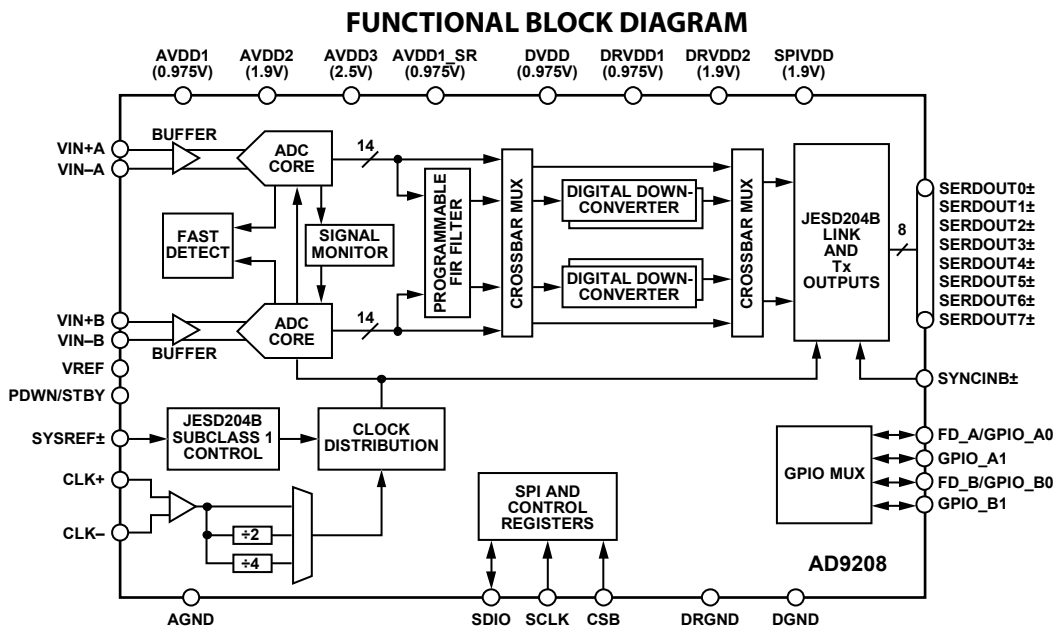 FUNCTIONAL BLOCK DIAGRAM
AVDD1
(0.975V)
AVDD2
(1.9V)
AVDD3
(2.5V)
AVDD1_SR
(0.975V)
DVDD
(0.975V)
DRVDD1
(0.975V)
DRVDD2
(1.9V)
SPIVDD
(1.9V)
VIN+A
VIN–A
BUFFER
ADC
CORE
14
FAST
DETECT
SIGNAL
MONITOR
VIN+B
VIN–B
BUFFER
ADC
CORE
14
PROGRAMMABLE
FIR FILTER
CROSSBAR MUX
DIGITAL DOWN-
CONVERTER
DIGITAL DOWN-
CONVERTER
CROSSBAR MUX
JESD204B
LINK
AND
Tx
OUTPUTS
8
SERDOUT0±
SERDOUT1±
SERDOUT2±
SERDOUT3±
SERDOUT4±
SERDOUT5±
SERDOUT6±
SERDOUT7±
VREF
PDWN/STBY
SYSREF±
JESD204B
SUBCLASS 1
CONTROL
CLOCK
DISTRIBUTION
SYNCINB±
CLK+
CLK–
÷2
÷4
SPI AND
CONTROL
REGISTERS
GPIO MUX
FD_A/GPIO_A0
GPIO_A1
FD_B/GPIO_B0
GPIO_B1
AD9208
AGND
SDIO
SCLK
CSB
DRGND
DGND